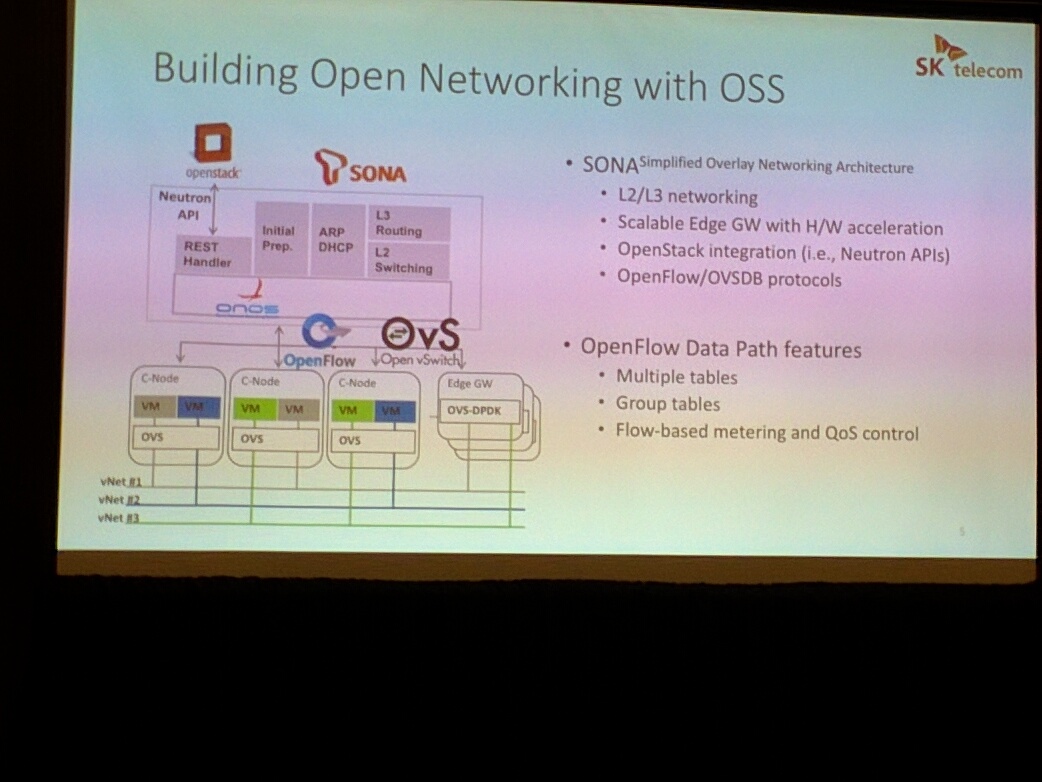 Building Open Networking with OSS
SK telecom
openstack
SONA
Neutron
API
REST
Handler
Initial
Prep.
ARP
DHCP
L3
Routing
L2
Switching
onos
OpenFlow
OvS
Open vSwitch
C-Node
VM VM
OVS
C-Node
VM VM
OVS
C-Node
VM VM
OVS
Edge GW
OVS-DPDK
vNet #1
vNet #2
vNet #3
• SONA Simplified Overlay Networking Architecture
• L2/L3 networking
• Scalable Edge GW with H/W acceleration
• OpenStack integration (i.e., Neutron APIs)
• OpenFlow/OVSDB protocols
• OpenFlow Data Path features
• Multiple tables
• Group tables
• Flow-based metering and QoS control
5